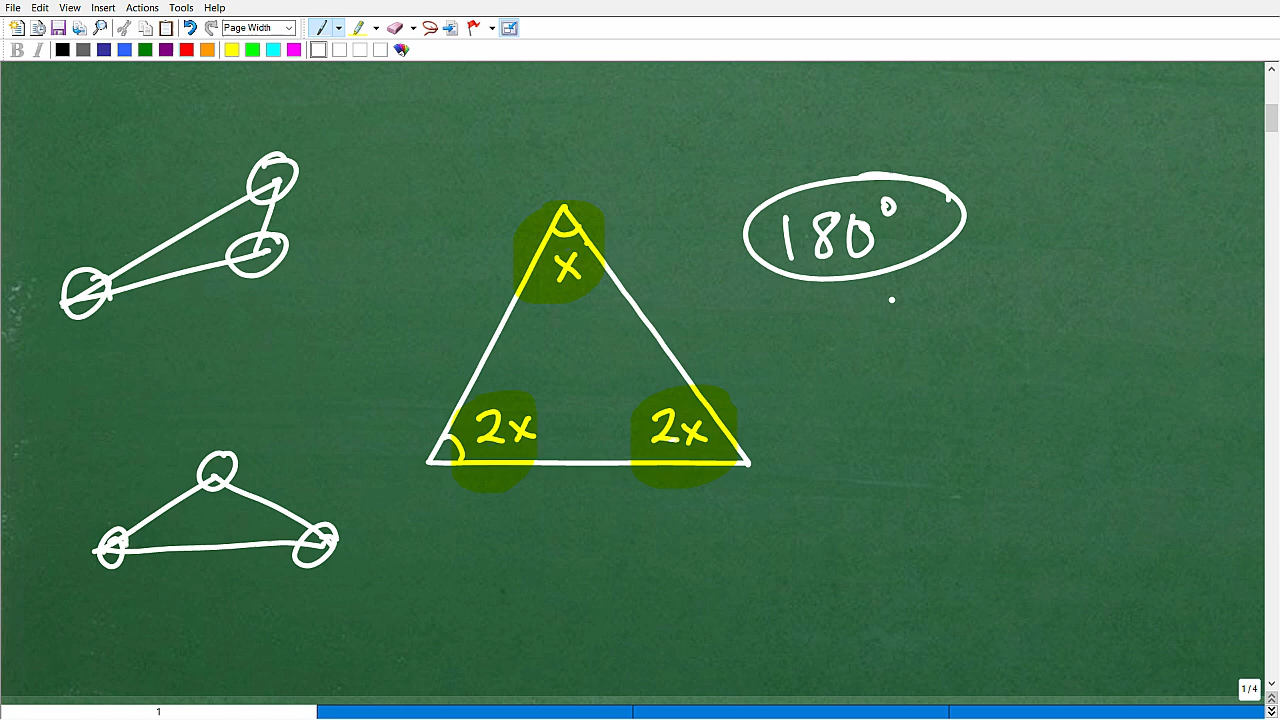 File Edit View Insert Actions Tools Help
Page Width
B I
180°
x
2x 2x
1/4
1